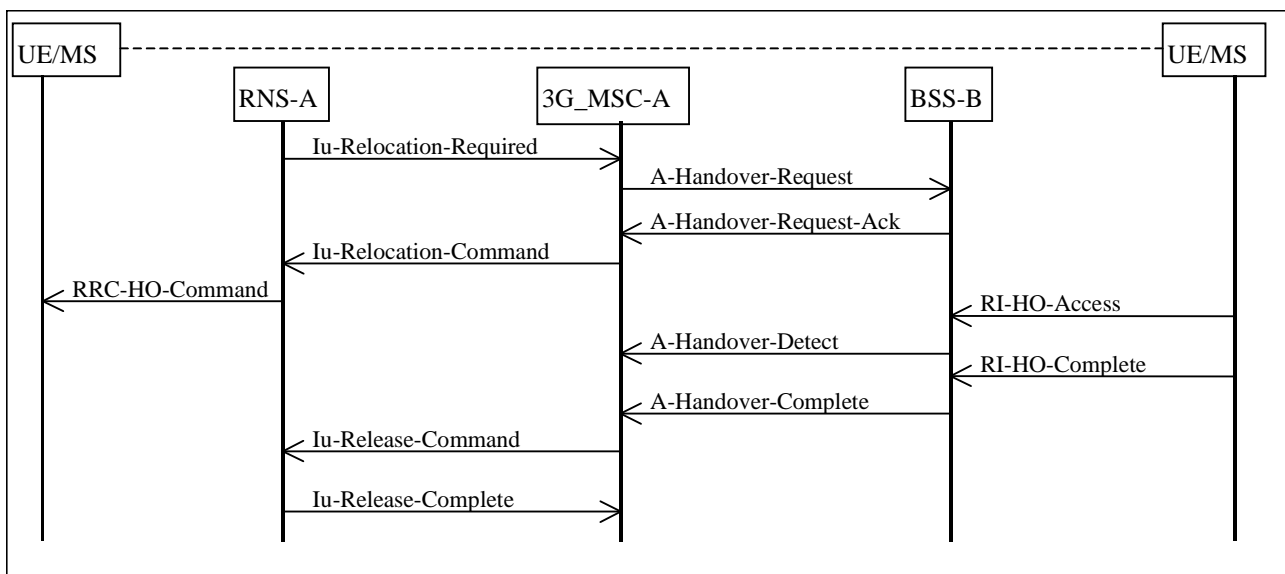 UE/MS
UE/MS
RNS-A
3G_MSC-A
BSS-B
Iu-Relocation-Required
A-Handover-Request
A-Handover-Request-Ack
Iu-Relocation-Command
RRC-HO-Command
RI-HO-Access
A-Handover-Detect
RI-HO-Complete
A-Handover-Complete
Iu-Release-Command
Iu-Release-Complete